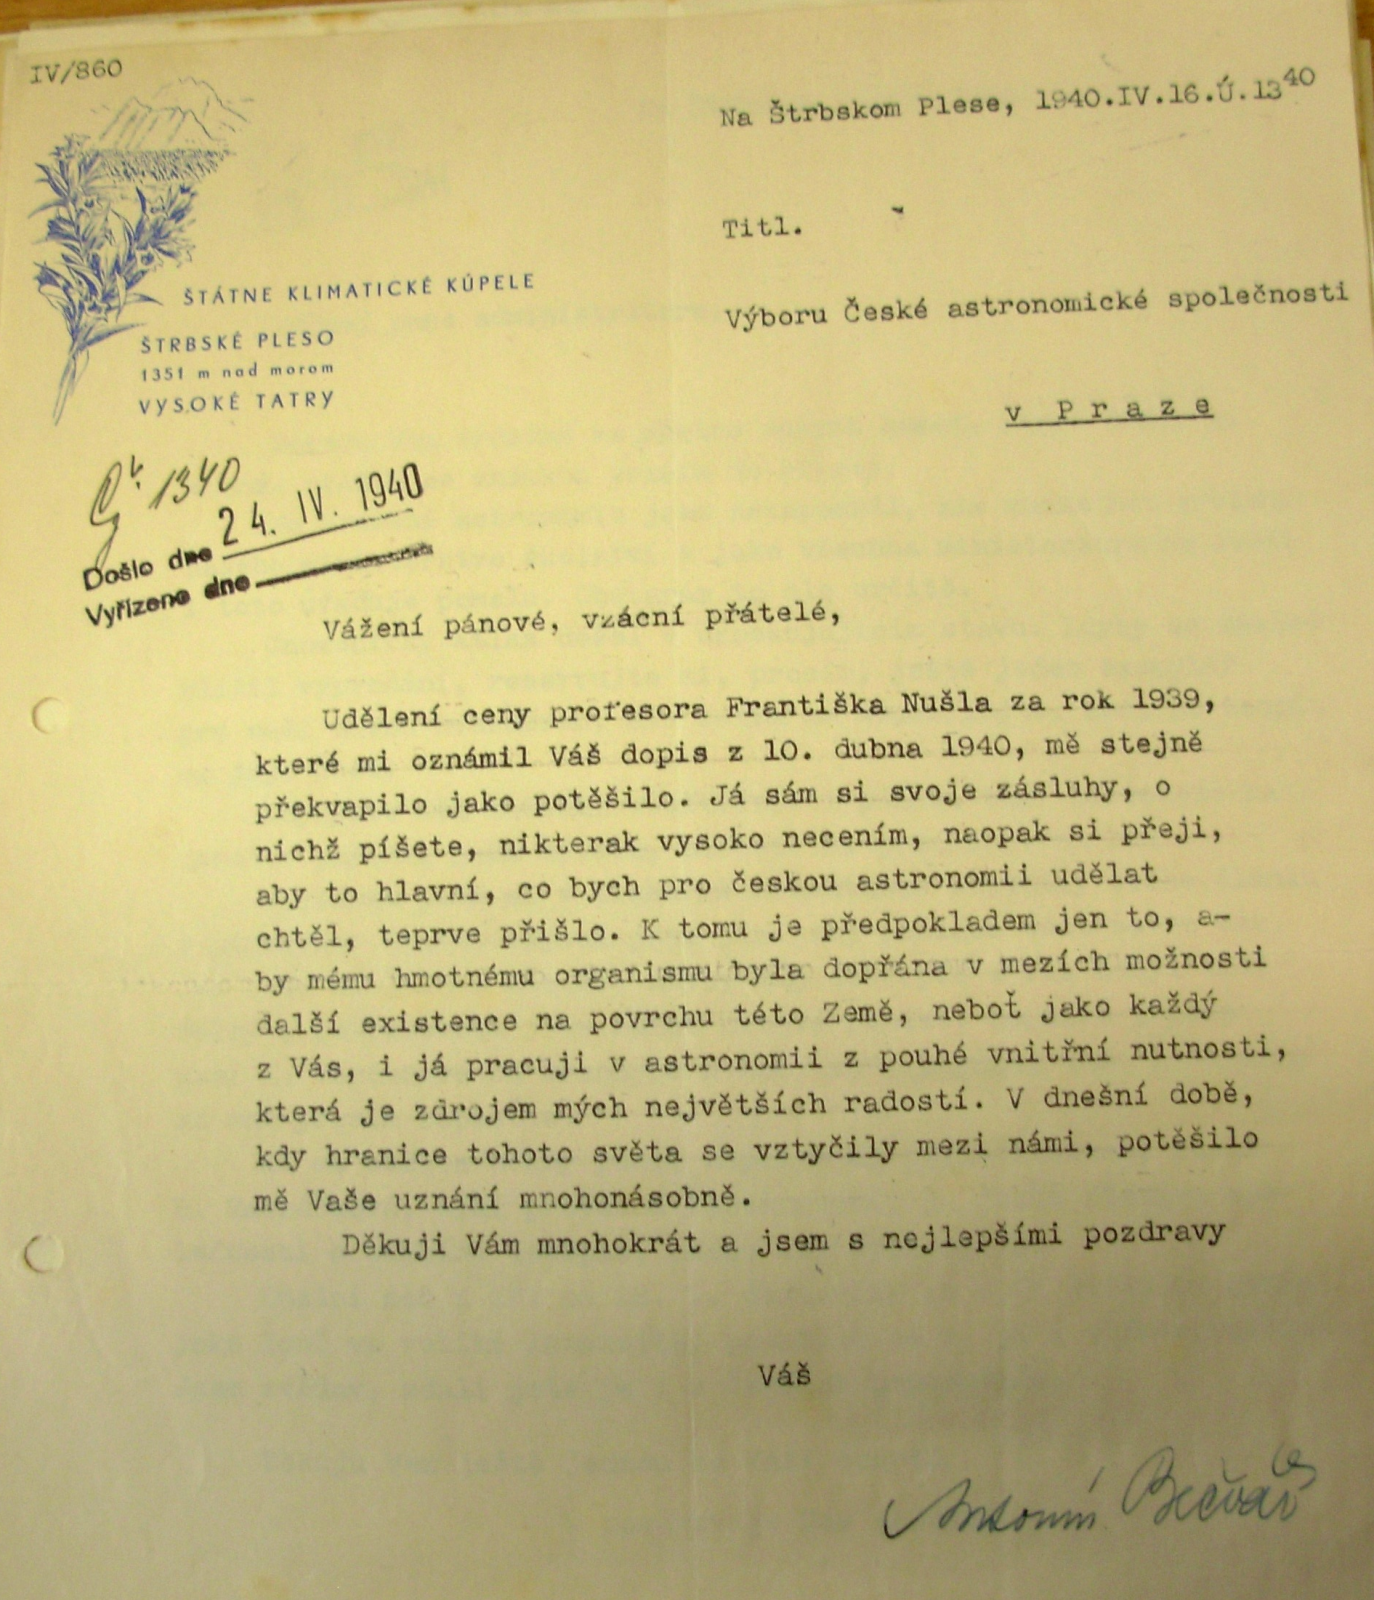 IV/860
Na Štrbskom Plese, 1940.IV.16.Ú.13⁴⁰
Titl.
Výboru České astronomické společnosti
v P r a z e
ŠTÁTNE KLIMATICKÉ KÚPELE
ŠTRBSKÉ PLESO
1351 m nad morom
VYSOKÉ TATRY
1340
Došlo dne 24. IV. 1940
Vyřízeno dne
Vážení pánové, vzácní přátelé,
Udělení ceny profesora Františka Nušla za rok 1939,
které mi oznámil Váš dopis z 10. dubna 1940, mě stejně
překvapilo jako potěšilo. Já sám si svoje zásluhy, o
nichž píšete, nikterak vysoko necením, naopak si přeji,
aby to hlavní, co bych pro českou astronomii udělat
chtěl, teprve přišlo. K tomu je předpokladem jen to, a-
by mému hmotnému organismu byla dopřána v mezích možnosti
další existence na povrchu této Země, neboť jako každý
z Vás, i já pracuji v astronomii z pouhé vnitřní nutnosti,
která je zdrojem mých největších radostí. V dnešní době,
kdy hranice tohoto světa se vztyčily mezi námi, potěšilo
mě Vaše uznání mnohonásobně.
Děkuji Vám mnohokrát a jsem s nejlepšími pozdravy
Váš
Antonín Bečvář